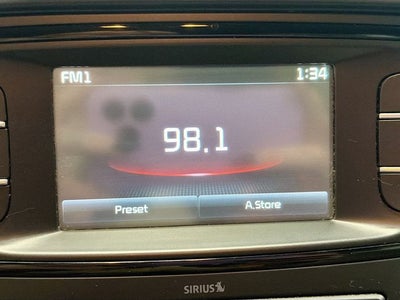 FM1 1:34
98.1
Preset A.Store
SIRIUS